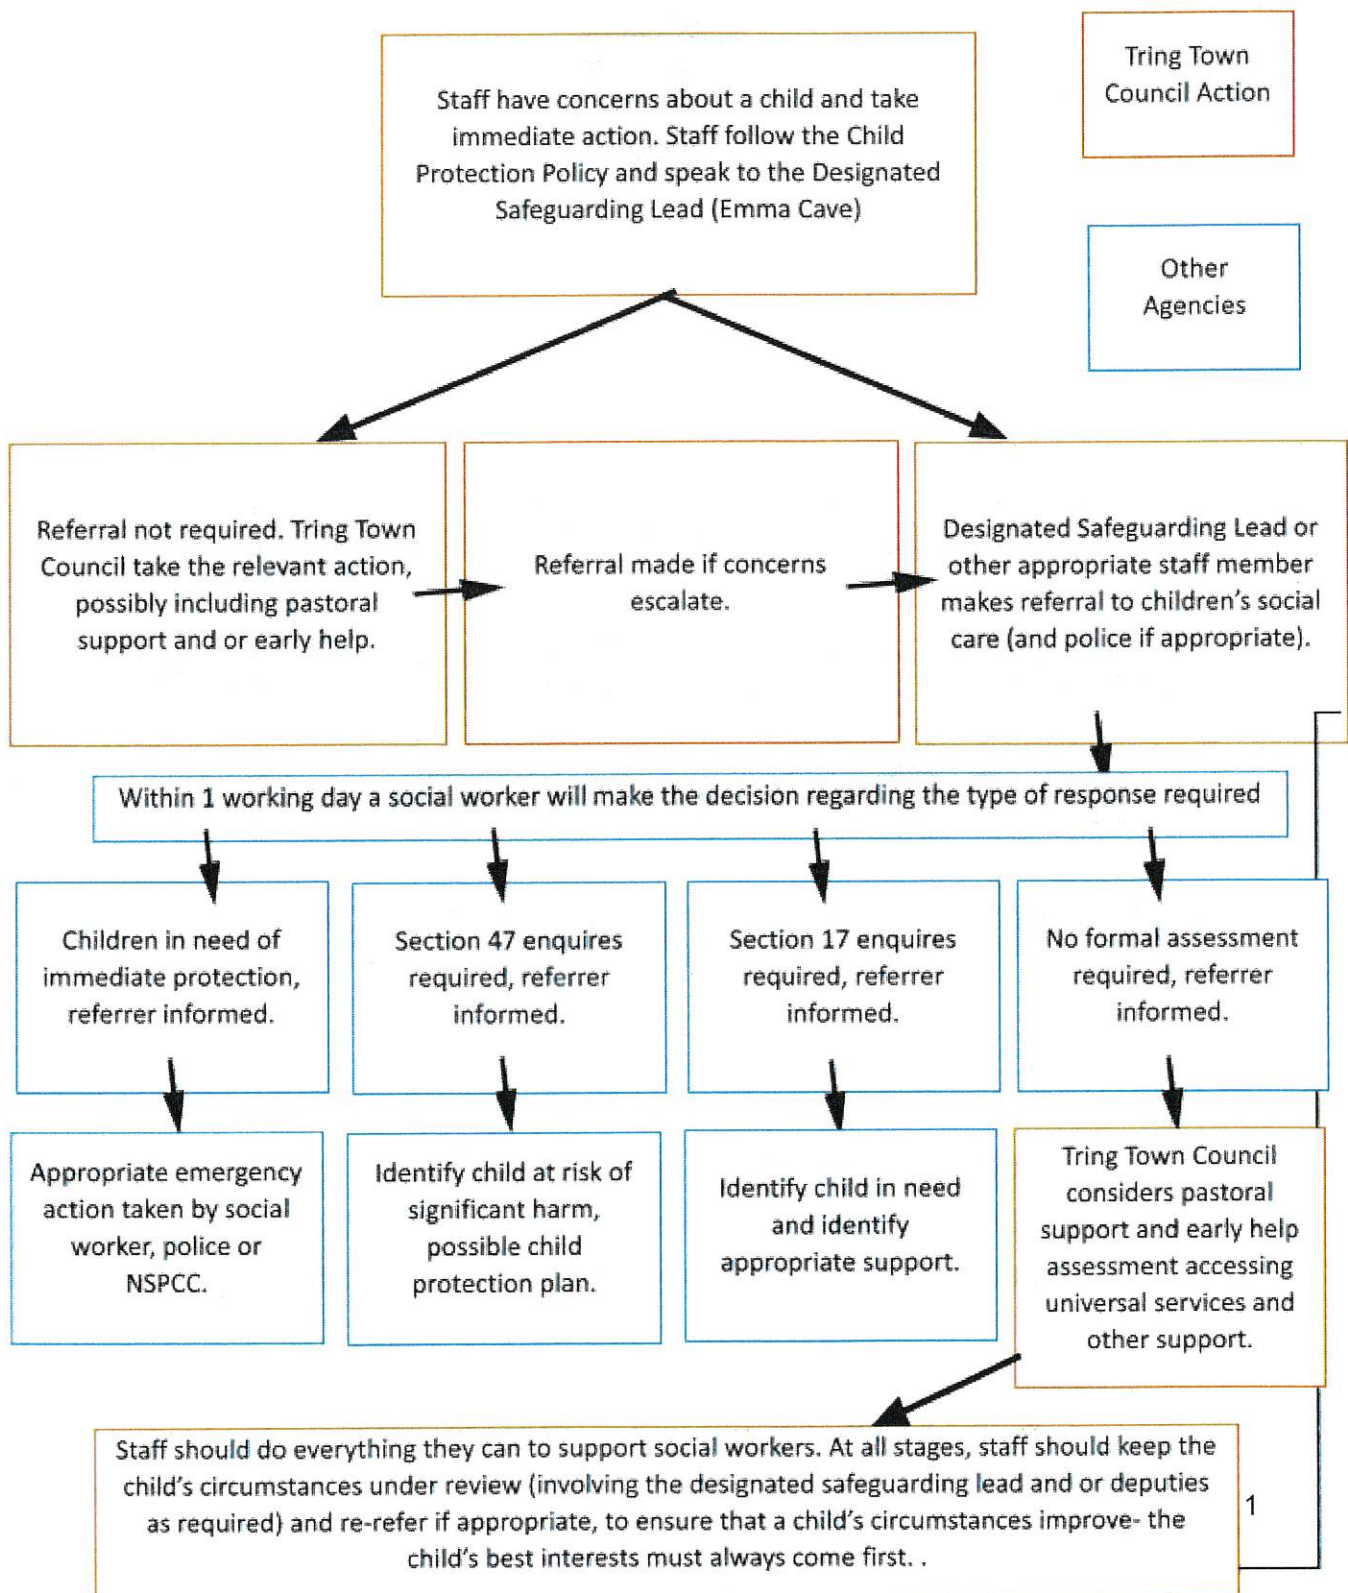 Staff have concerns about a child and take
immediate action. Staff follow the Child
Protection Policy and speak to the Designated
Safeguarding Lead (Emma Cave)
Tring Town
Council Action
Other
Agencies
Referral not required. Tring Town
Council take the relevant action,
possibly including pastoral
support and or early help.
Referral made if concerns
escalate.
Designated Safeguarding Lead or
other appropriate staff member
makes referral to children's social
care (and police if appropriate).
Within 1 working day a social worker will make the decision regarding the type of response required
Children in need of
immediate protection,
referrer informed.
Section 47 enquires
required, referrer
informed.
Section 17 enquires
required, referrer
informed.
No formal assessment
required, referrer
informed.
Appropriate emergency
action taken by social
worker, police or
NSPCC.
Identify child at risk of
significant harm,
possible child
protection plan.
Identify child in need
and identify
appropriate support.
Tring Town Council
considers pastoral
support and early help
assessment accessing
universal services and
other support.
Staff should do everything they can to support social workers. At all stages, staff should keep the
child's circumstances under review (involving the designated safeguarding lead and or deputies
as required) and re-refer if appropriate, to ensure that a child's circumstances improve- the
child's best interests must always come first. .
1